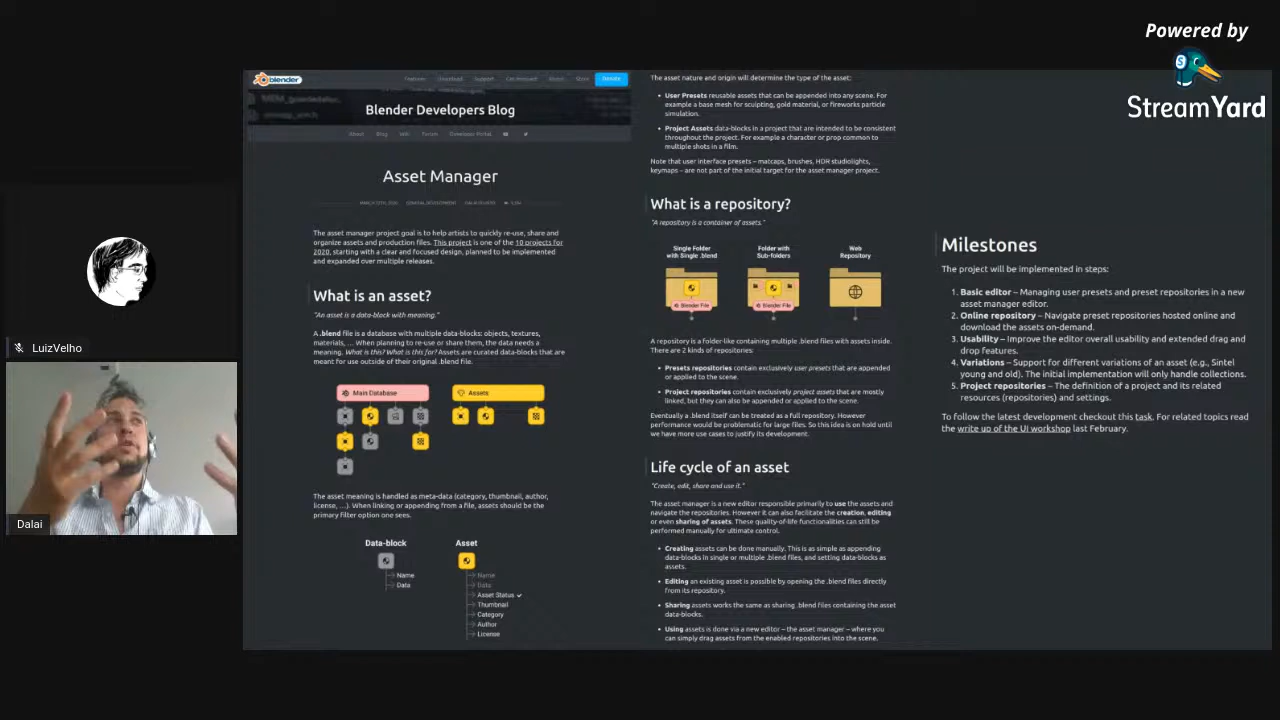 Powered by
StreamYard
LuizVelho
Dalai
blender
Features Download Support Get Involved About Store Donate
Blender Developers Blog
About Blog Wiki Forum Developer Portal
Asset Manager
The asset manager project goal is to help artists to quickly re-use, share and
organize assets and production files. This project is one of the 10 projects for
2020, starting with a clear and focused design, planned to be implemented
and expanded over multiple releases.
What is an asset?
"An asset is a data-block with meaning."
A .blend file is a database with multiple data-blocks: objects, textures,
materials, … When planning to re-use or share them, the data needs a
meaning. What is this? What is this for? Assets are curated data-blocks that are
meant for use outside of their original .blend file.
Main Database
Assets
The asset meaning is handled as meta-data (category, thumbnail, author,
license, …). When linking or appending from a file, assets should be the
primary filter option one sees.
Data-block
Name
Data
Asset
Name
Data
Asset Status
Thumbnail
Category
Author
License
The asset nature and origin will determine the type of the asset:
• User Presets reusable assets that can be appended into any scene. For
example a base mesh for sculpting, gold material, or fireworks particle
simulation.
• Project Assets data-blocks in a project that are intended to be consistent
throughout the project. For example a character or prop common to
multiple shots in a film.
Note that user interface presets – matcaps, brushes, HDR studiolights,
keymaps – are not part of the initial target for the asset manager project.
What is a repository?
"A repository is a container of assets."
Single Folder
with Single .blend
Folder with
Sub-folders
Web
Repository
Blender File
Blender File
A repository is a folder-like containing multiple .blend files with assets inside.
There are 2 kinds of repositories:
• Presets repositories contain exclusively user presets that are appended
or applied to the scene.
• Project repositories contain exclusively project assets that are mostly
linked, but they can also be appended or applied to the scene.
Eventually a .blend itself can be treated as a full repository. However
performance would be problematic for large files. So this idea is on hold until
we have more use cases to justify its development.
Life cycle of an asset
"Create, edit, share and use it."
The asset manager is a new editor responsible primarily to use the assets and
navigate the repositories. However it can also facilitate the creation, editing
or even sharing of assets. These quality-of-life functionalities can still be
performed manually for ultimate control.
• Creating assets can be done manually. This is as simple as appending
data-blocks in single or multiple .blend files, and setting data-blocks as
assets.
• Editing an existing asset is possible by opening the .blend files directly
from its repository.
• Sharing assets works the same as sharing .blend files containing the asset
data-blocks.
• Using assets is done via a new editor – the asset manager – where you
can simply drag assets from the enabled repositories into the scene.
Milestones
The project will be implemented in steps:
1. Basic editor – Managing user presets and preset repositories in a new
asset manager editor.
2. Online repository – Navigate preset repositories hosted online and
download the assets on-demand.
3. Usability – Improve the editor overall usability and extended drag and
drop features.
4. Variations – Support for different variations of an asset (e.g., Sintel
young and old). The initial implementation will only handle collections.
5. Project repositories – The definition of a project and its related
resources (repositories) and settings.
To follow the latest development checkout this task. For related topics read
the write up of the UI workshop last February.